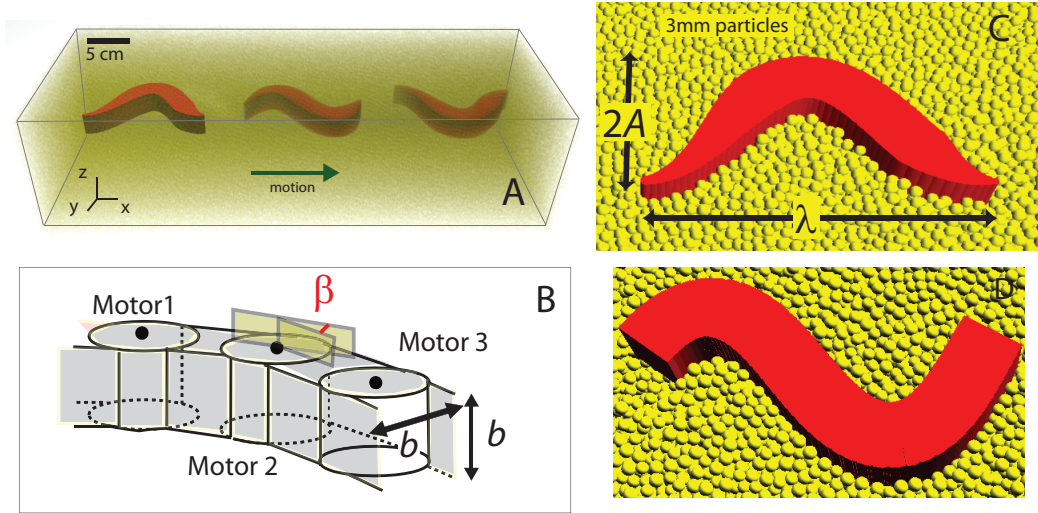 5 cm
z
y
x
motion
A
3mm particles
C
2A
λ
B
β
Motor1
Motor 3
b
b
Motor 2
D